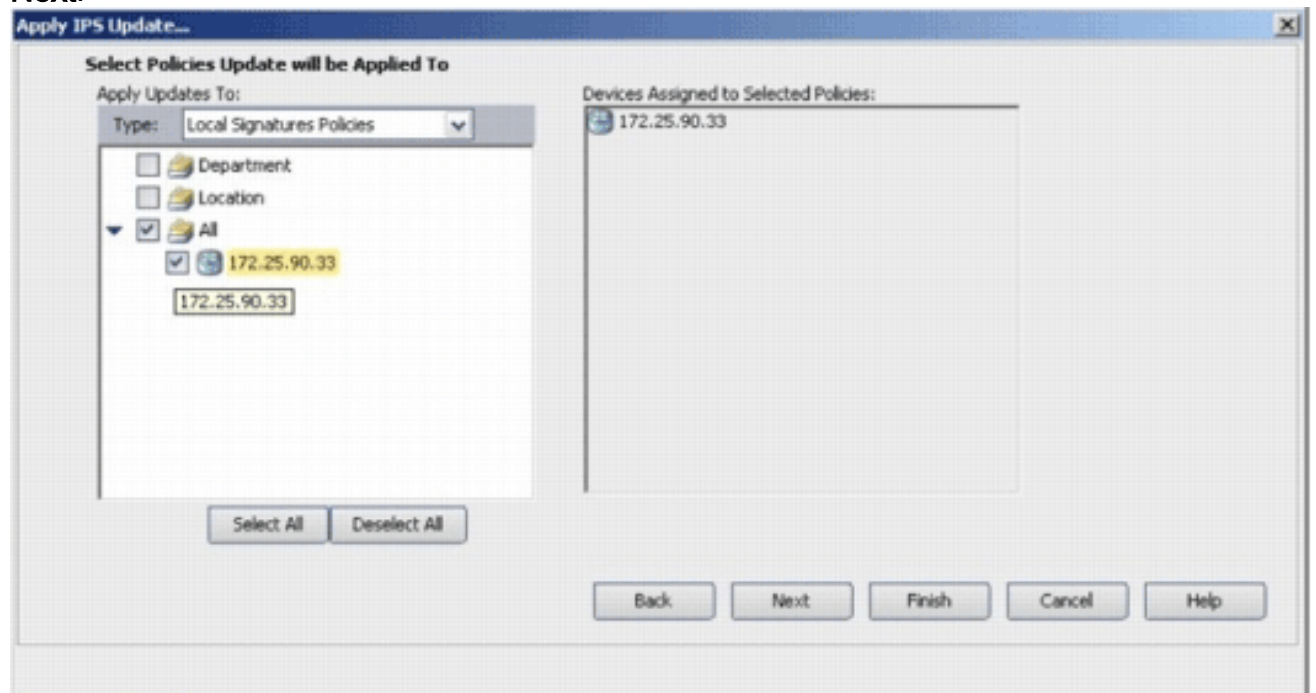 Next.
Apply IPS Update...
Select Policies Update will be Applied To
Apply Updates To:
Type: Local Signatures Policies
Department
Location
All
172.25.90.33
172.25.90.33
Select All Deselect All
Devices Assigned to Selected Policies:
172.25.90.33
Back Next Finish Cancel Help